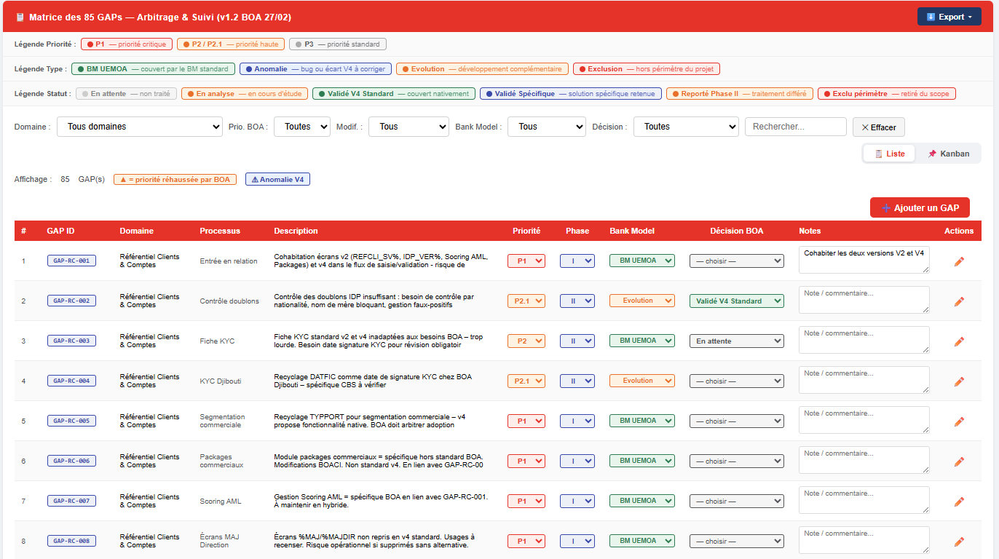 Matrice des 85 GAPs — Arbitrage & Suivi (v1.2 BOA 27/02)
Export
Légende Priorité : P1 — priorité critique P2 / P2.1 — priorité haute P3 — priorité standard
Légende Type : BM UEMOA — couvert par le BM standard Anomalie — bug ou écart V4 à corriger Evolution — développement complémentaire Exclusion — hors périmètre du projet
Légende Statut : En attente — non traité En analyse — en cours d'étude Validé V4 Standard — couvert nativement Validé Spécifique — solution spécifique retenue Reporté Phase II — traitement différé Exclu périmètre — retiré du scope
Domaine : Tous domaines Prio. BOA : Toutes Modif. : Tous Bank Model : Tous Décision : Toutes Rechercher... × Effacer
Liste Kanban
Affichage : 85 GAP(s) ▲ = priorité réhaussée par BOA ⚠ Anomalie V4
Ajouter un GAP
# GAP ID Domaine Processus Description Priorité Phase Bank Model Décision BOA Notes Actions
1 GAP-RC-001 Référentiel Clients
& Comptes
Entrée en relation
Cohabitation écrans v2 (REFCLI_SV%, IDP_VER%, Socring AML,
Packages) et v4 dans le flux de saisie/validation - risque de
P1 I BM UEMOA — choisir — Cohabiter les deux versions V2 et V4
2 GAP-RC-002 Référentiel Clients
& Comptes
Contrôle doublons
Contrôle des doublons IDP insuffisant : besoin de contrôle par
nationalité, nom de mère bloquant, gestion faux-positifs
P2.1 II Evolution Validé V4 Standard Note / commentaire...
3 GAP-RC-003 Référentiel Clients
& Comptes
Fiche KYC
Fiche KYC standard v2 et v4 inadaptées aux besoins BOA – trop
lourde. Besoin date signature KYC pour révision obligatoir
P2 II BM UEMOA En attente Note / commentaire...
4 GAP-RC-004 Référentiel Clients
& Comptes
KYC Djibouti
Recyclage DATFIC comme date de signature KYC chez BOA
Djibouti – spécifique CBS à vérifier
P2.1 II Evolution — choisir — Note / commentaire...
5 GAP-RC-005 Référentiel Clients
& Comptes
Segmentation
commerciale
Recyclage TYPPORT pour segmentation commerciale – v4
propose fonctionnalité native. BOA doit arbitrer adoption
P1 I BM UEMOA — choisir — Note / commentaire...
6 GAP-RC-006 Référentiel Clients
& Comptes
Packages
commerciaux
Module packages commerciaux = spécifique hors standard BOA.
Modifications BOACI. Non standard v4. En lien avec GAP-RC-00
P1 I BM UEMOA — choisir — Note / commentaire...
7 GAP-RC-007 Référentiel Clients
& Comptes
Scoring AML
Gestion Scoring AML = spécifique BOA en lien avec GAP-RC-001.
À maintenir en hybride.
P1 I BM UEMOA — choisir — Note / commentaire...
8 GAP-RC-008 Référentiel Clients
& Comptes
Écrans MAJ
Direction
Écrans %MAJ/%MAJDIR non repris en v4 standard. Usages à
recenser. Risque opérationnel si supprimés sans alternative.
P1 I BM UEMOA — choisir — Note / commentaire...